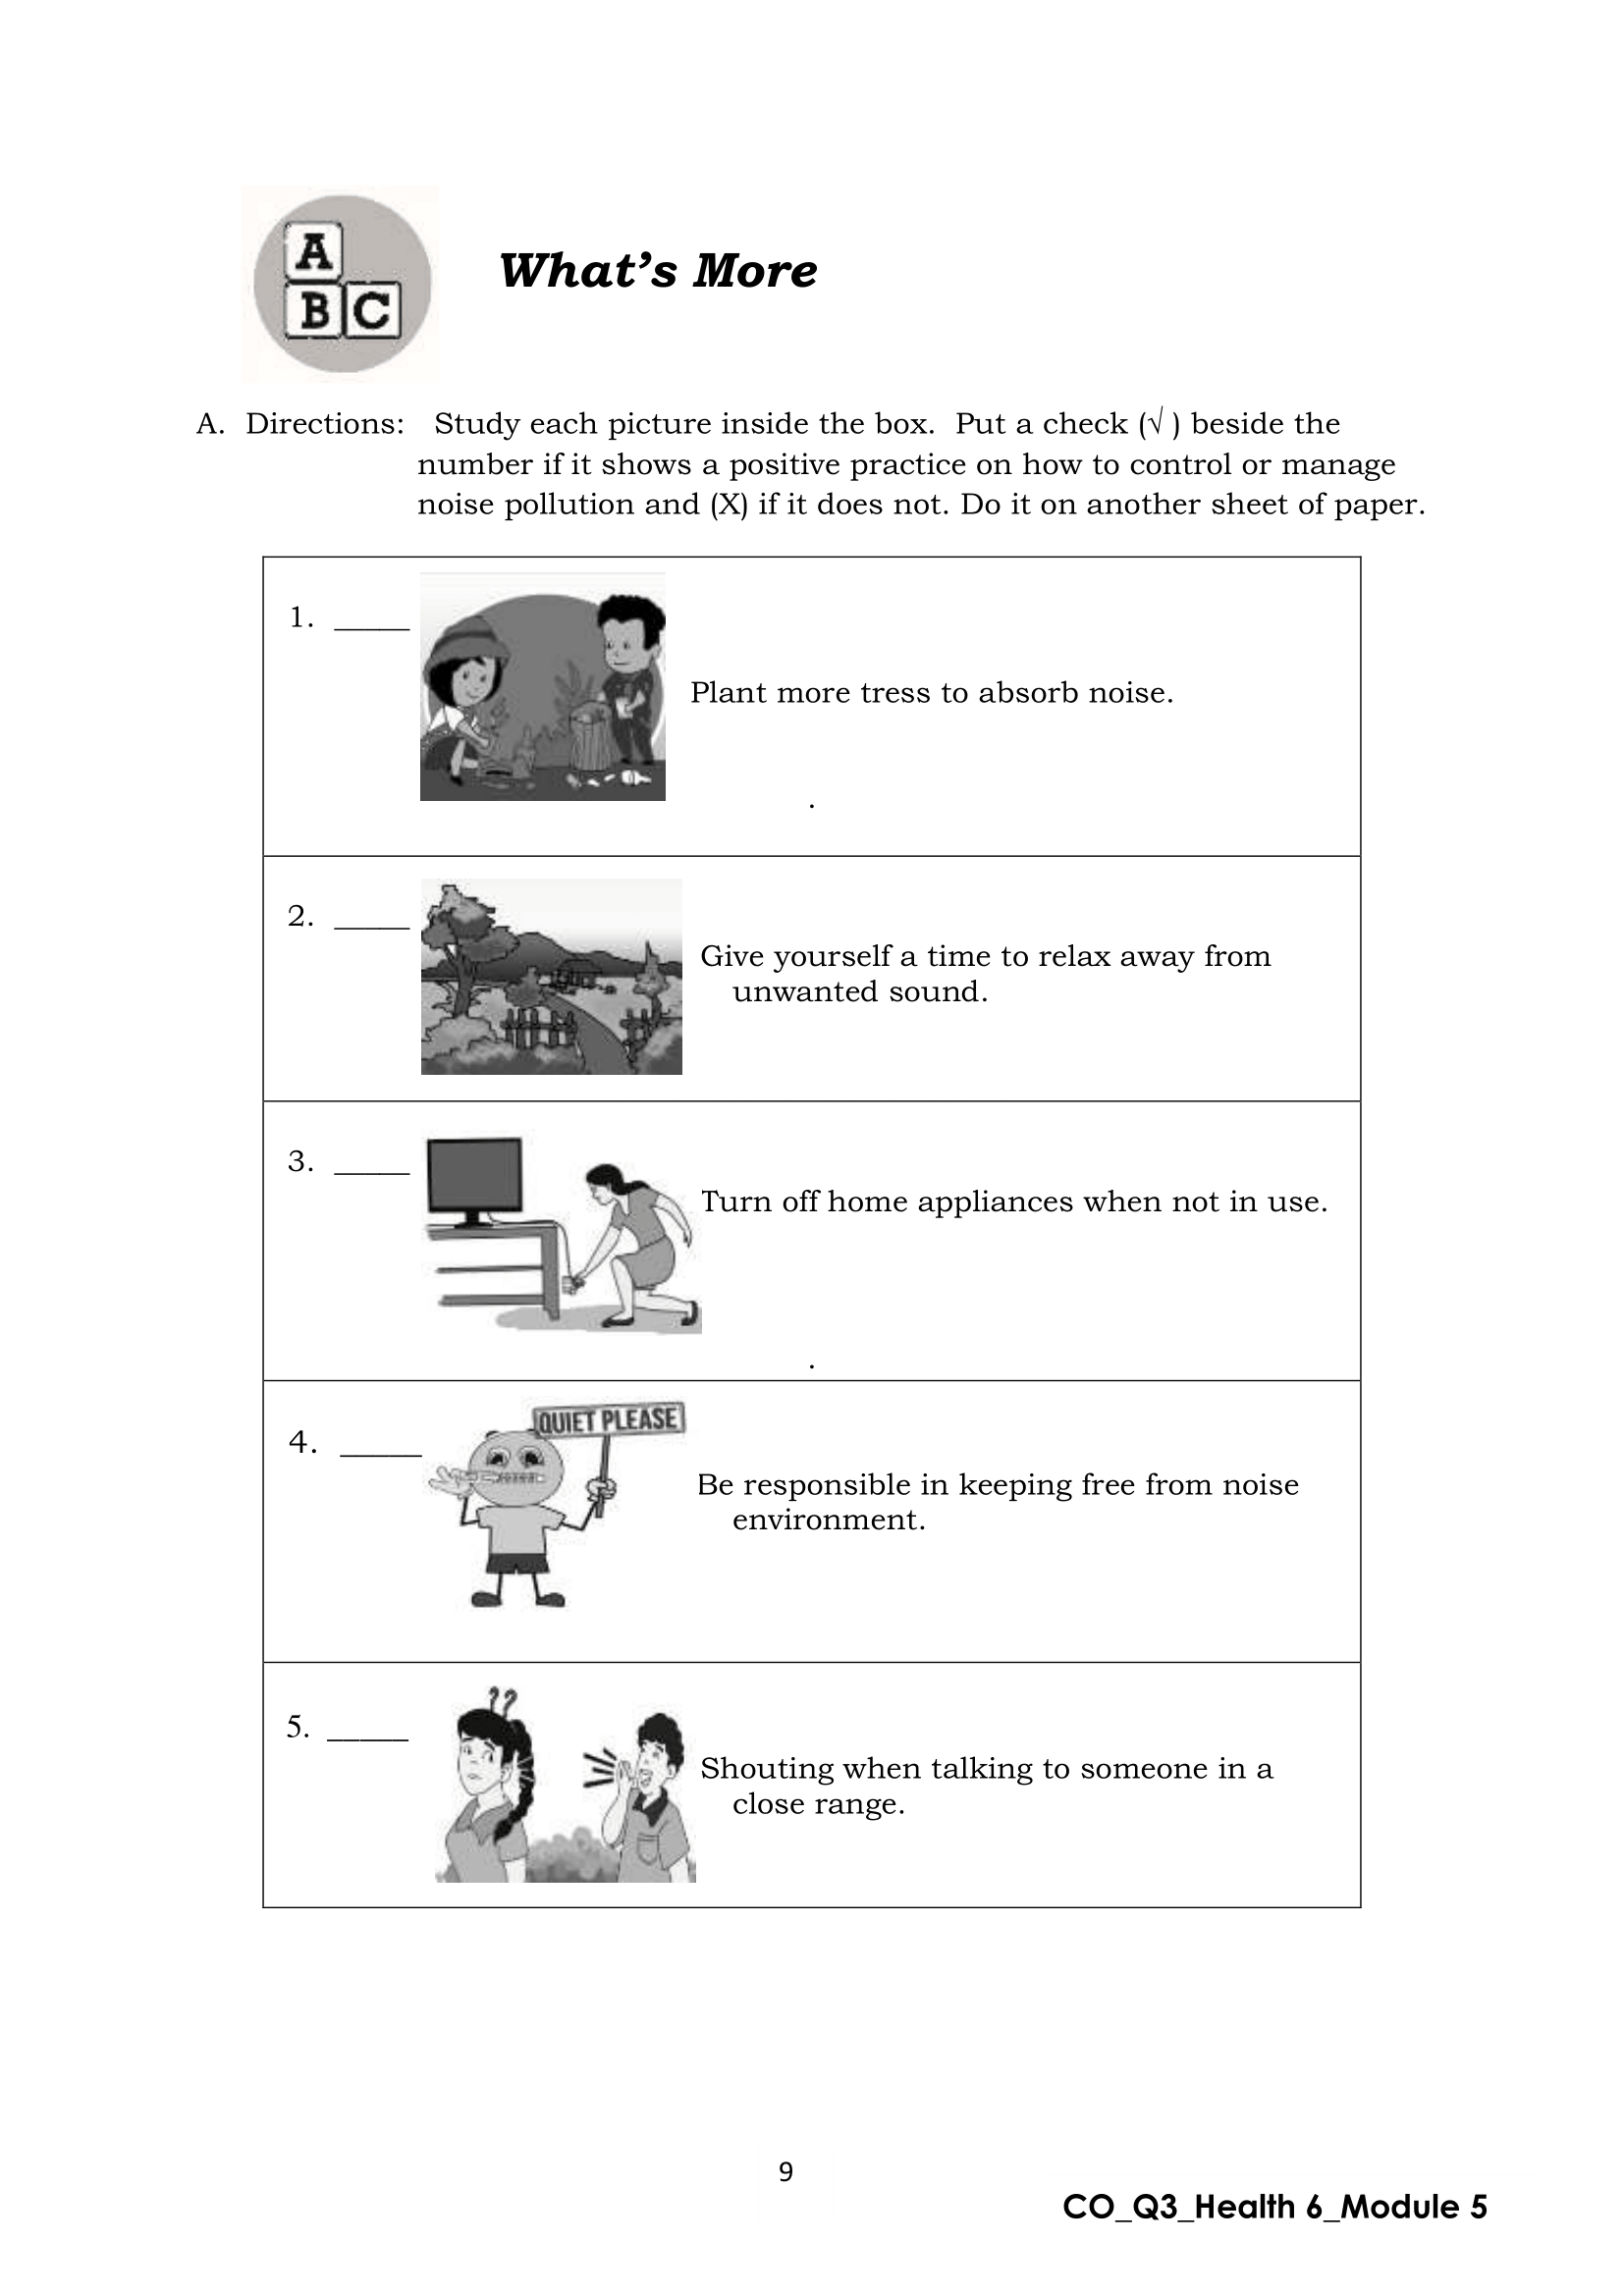 A
B C
What's More
A. Directions: Study each picture inside the box. Put a check (√ ) beside the
number if it shows a positive practice on how to control or manage
noise pollution and (X) if it does not. Do it on another sheet of paper.
1. _____
Plant more tress to absorb noise.
.
2. _____
Give yourself a time to relax away from
unwanted sound.
3. _____
Turn off home appliances when not in use.
.
4. _____
QUIET PLEASE
Be responsible in keeping free from noise
environment.
5. _____
??
Shouting when talking to someone in a
close range.
9
CO_Q3_Health 6_Module 5